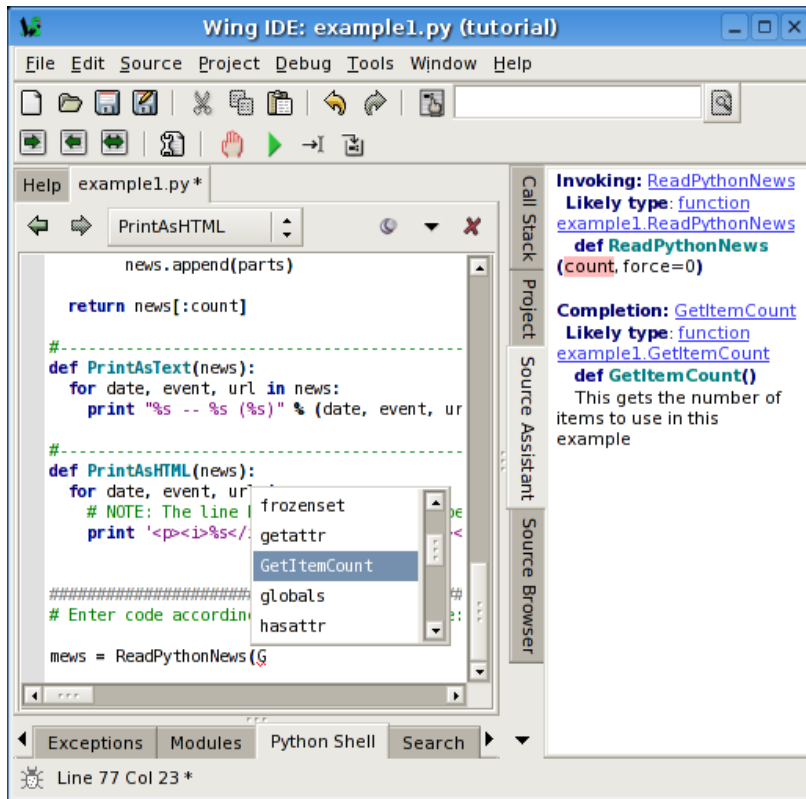 Wing IDE: example1.py (tutorial)
File Edit Source Project Debug Tools Window Help
Help example1.py*
PrintAsHTML
news.append(parts)
return news[:count]
#--------------------------------------------
def PrintAsText(news):
for date, event, url in news:
print "%s -- %s (%s)" % (date, event, ur
#--------------------------------------------
def PrintAsHTML(news):
for date, event, ur
# NOTE: The line
print '<p><i>%s</
############################################
# Enter code accordin
mews = ReadPythonNews(G
frozenset
getattr
GetItemCount
globals
hasattr
Call Stack
Project
Source Assistant
Source Browser
Invoking: ReadPythonNews
Likely type: function
example1.ReadPythonNews
def ReadPythonNews
(count, force=0)
Completion: GetItemCount
Likely type: function
example1.GetItemCount
def GetItemCount()
This gets the number of
items to use in this
example
Exceptions Modules Python Shell Search
Line 77 Col 23 *